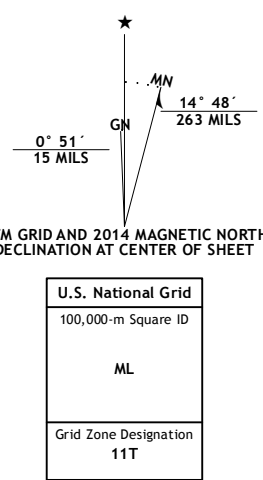 MN
GN
14° 48´
263 MILS
0° 51´
15 MILS
M GRID AND 2014 MAGNETIC NORTH
DECLINATION AT CENTER OF SHEET
U.S. National Grid
100,000-m Square ID
ML
Grid Zone Designation
11T